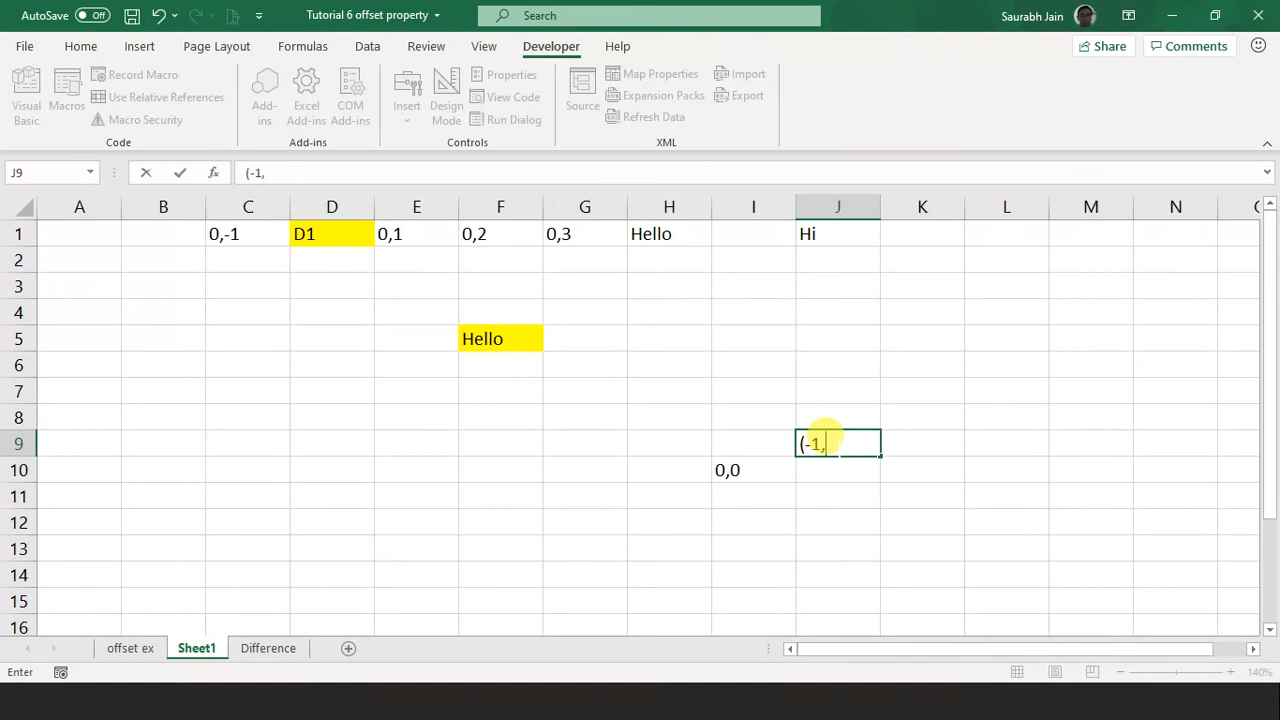 AutoSave Off Tutorial 6 offset property Search Saurabh Jain
File Home Insert Page Layout Formulas Data Review View Developer Help Share Comments
Visual Basic Macros Record Macro Use Relative References Macro Security
Add-ins Excel Add-ins COM Add-ins
Insert Design Mode Properties View Code Run Dialog
Source Map Properties Expansion Packs Refresh Data Import Export
Code Add-ins Controls XML
J9 fx (-1,
A B C D E F G H I J K L M N
1 0,-1 D1 0,1 0,2 0,3 Hello Hi
2
3
4
5 Hello
6
7
8
9 (-1,
10 0,0
11
12
13
14
15
16
offset ex Sheet1 Difference
Enter 140%